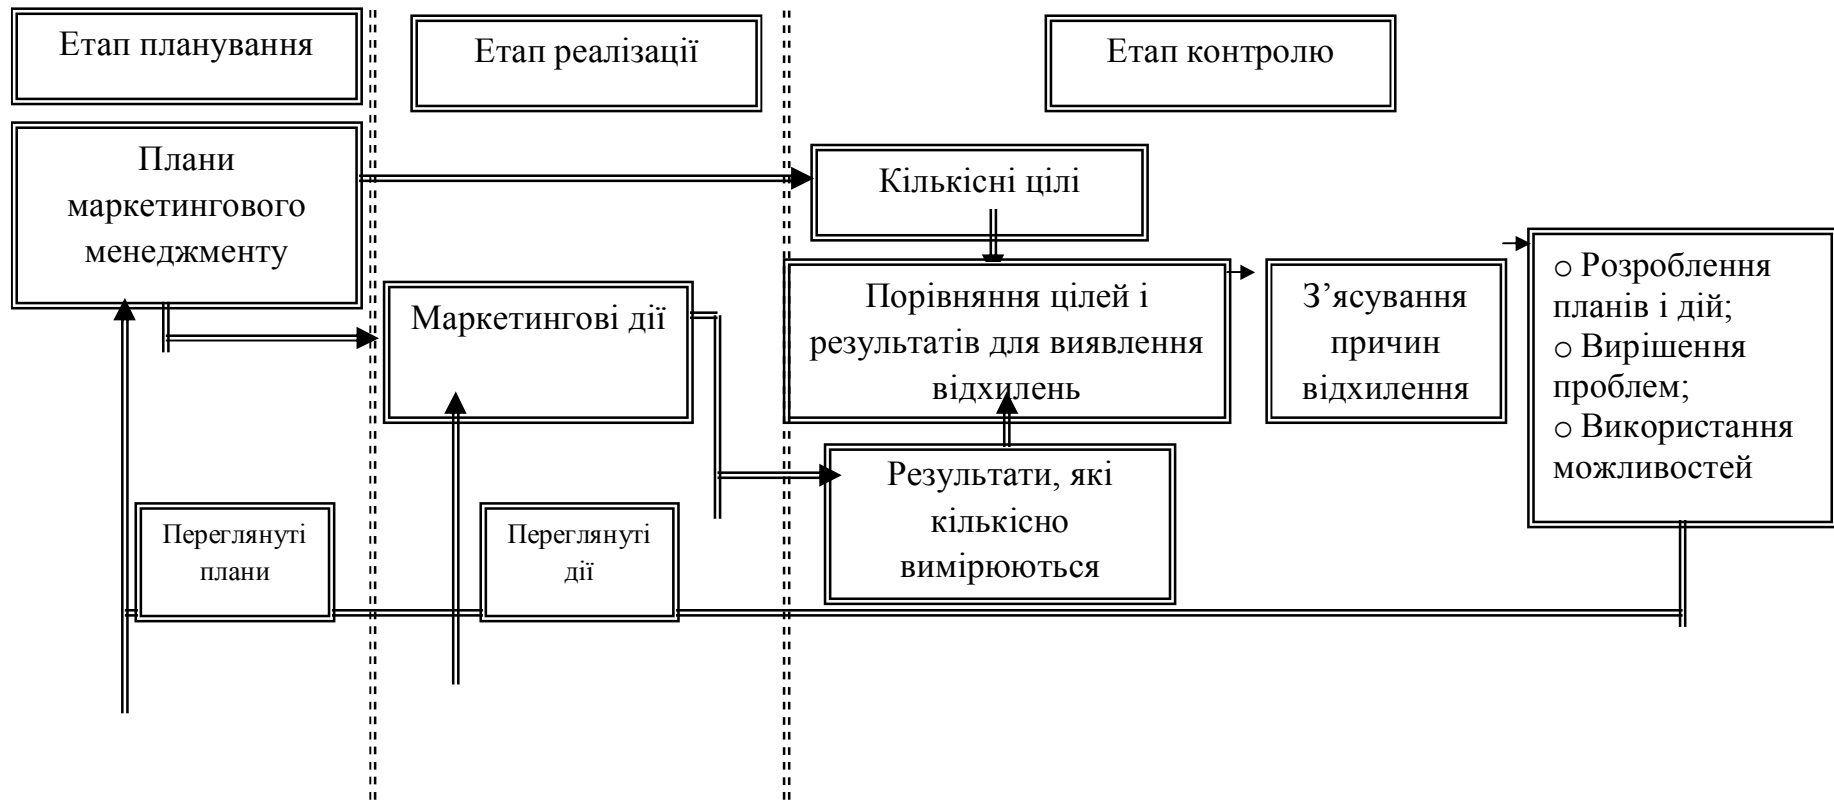 Етап планування
Етап реалізації
Етап контролю
Плани
маркетингового
менеджменту
Кількісні цілі
Маркетингові дії
Порівняння цілей і
результатів для виявлення
відхилень
З’ясування
причин
відхилення
o Розроблення
планів і дій;
o Вирішення
проблем;
o Використання
можливостей
Результати, які
кількісно
вимірюються
Переглянуті
плани
Переглянуті
дії